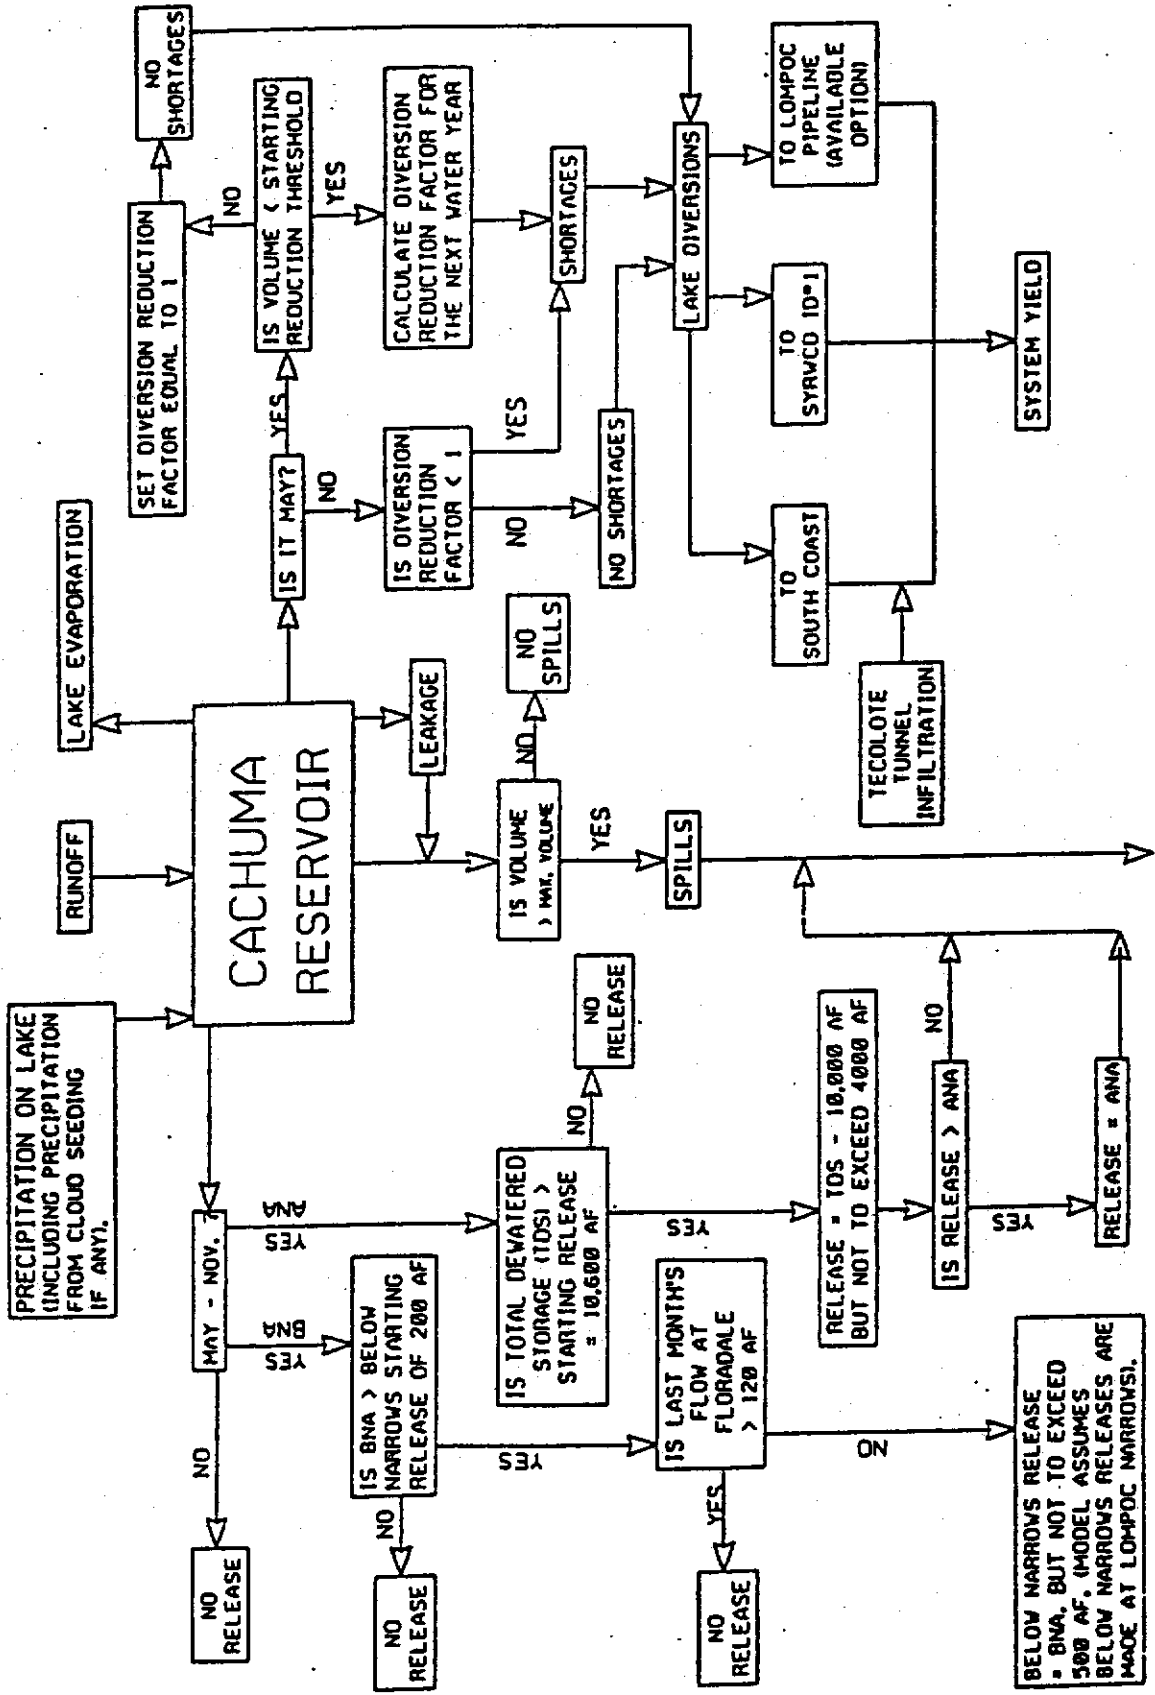 PRECIPITATION ON LAKE
(INCLUDING PRECIPITATION
FROM CLOUD SEEDING
IF ANY).
RUNOFF
LAKE EVAPORATION
SET DIVERSION REDUCTION
FACTOR EQUAL TO 1
NO
SHORTAGES
NO
RELEASE
NO
MAY - NOV. ?
CACHUMA
RESERVOIR
IS IT MAY?
YES
NO
IS VOLUME < STARTING
REDUCTION THRESHOLD
NO
YES
YES
BNA
YES
ANA
LEAKAGE
IS DIVERSION
REDUCTION
FACTOR < 1
CALCULATE DIVERSION
REDUCTION FACTOR FOR
THE NEXT WATER YEAR
NO
RELEASE
NO
IS BNA > BELOW
NARROWS STARTING
RELEASE OF 200 AF
IS TOTAL DEWATERED
STORAGE (TDS) >
STARTING RELEASE
= 10,600 AF
NO
NO
RELEASE
IS VOLUME
> MAX. VOLUME
NO
NO
SPILLS
YES
NO
YES
SHORTAGES
NO SHORTAGES
YES
SPILLS
LAKE DIVERSIONS
NO
RELEASE
YES
IS LAST MONTH'S
FLOW AT
FLORADALE
> 120 AF
YES
NO
TO
SOUTH COAST
TO
SYRWCD ID#1
TO LOMPOC
PIPELINE
(AVAILABLE
OPTION)
RELEASE = TDS - 10,000 AF
BUT NOT TO EXCEED 4000 AF
TECOLOTE
TUNNEL
INFILTRATION
IS RELEASE > ANA
NO
YES
SYSTEM YIELD
BELOW NARROWS RELEASE
= BNA, BUT NOT TO EXCEED
500 AF. (MODEL ASSUMES
BELOW NARROWS RELEASES ARE
MADE AT LOMPOC NARROWS).
RELEASE = ANA